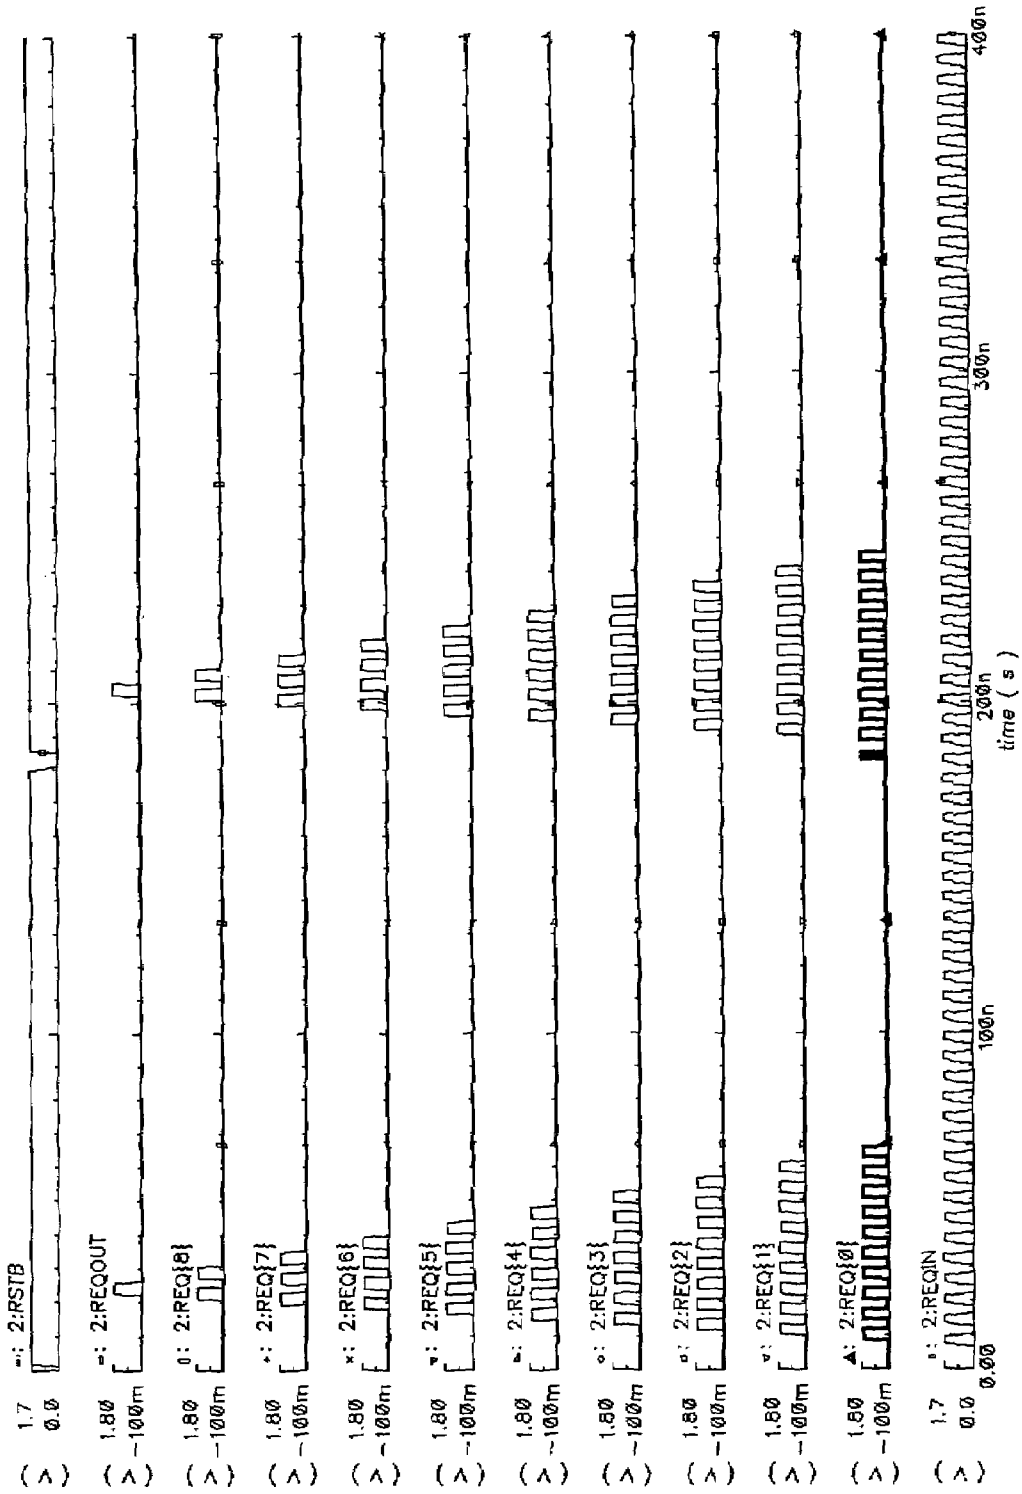 ⑉: 2:RSTB
1.7
0.0
(V)
=: 2:REQOUT
1.80
-100m
(V)
▯: 2:REQ{8}
1.80
-100m
(V)
+: 2:REQ{7}
1.80
-100m
(V)
×: 2:REQ{6}
1.80
-100m
(V)
▿: 2:REQ{5}
1.80
-100m
(V)
⊾: 2:REQ{4}
1.80
-100m
(V)
◇: 2:REQ{3}
1.80
-100m
(V)
▫: 2:REQ{2}
1.80
-100m
(V)
▿: 2:REQ{1}
1.80
-100m
(V)
▲: 2:REQ{0}
1.80
-100m
(V)
▫: 2:REQIN
1.7
0.0
(V)
0.00 100n 200n 300n 400n
time ( s )